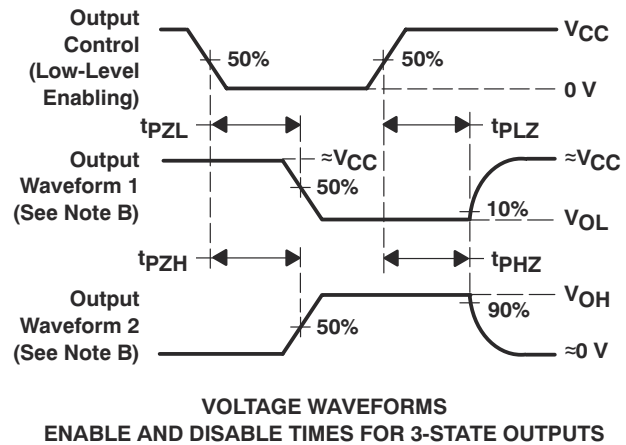 Output
Control
(Low-Level
Enabling)
50%
50%
VCC
0 V
tPZL
tPLZ
Output
Waveform 1
(See Note B)
≈VCC
50%
≈VCC
10%
VOL
tPZH
tPHZ
Output
Waveform 2
(See Note B)
50%
VOH
90%
≈0 V
VOLTAGE WAVEFORMS
ENABLE AND DISABLE TIMES FOR 3-STATE OUTPUTS